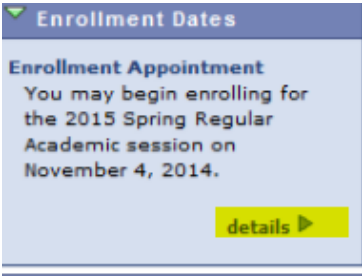 Enrollment Dates
Enrollment Appointment
You may begin enrolling for
the 2015 Spring Regular
Academic session on
November 4, 2014.
details